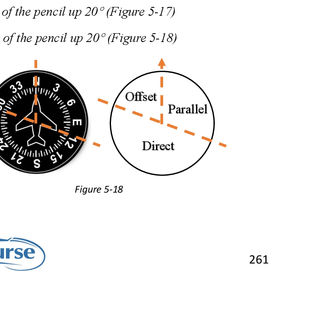 of the pencil up 20° (Figure 5-17)
of the pencil up 20° (Figure 5-18)
33 N 3 6 E 12 15 S 21 24
Offset
Parallel
Direct
Figure 5-18
urse
261